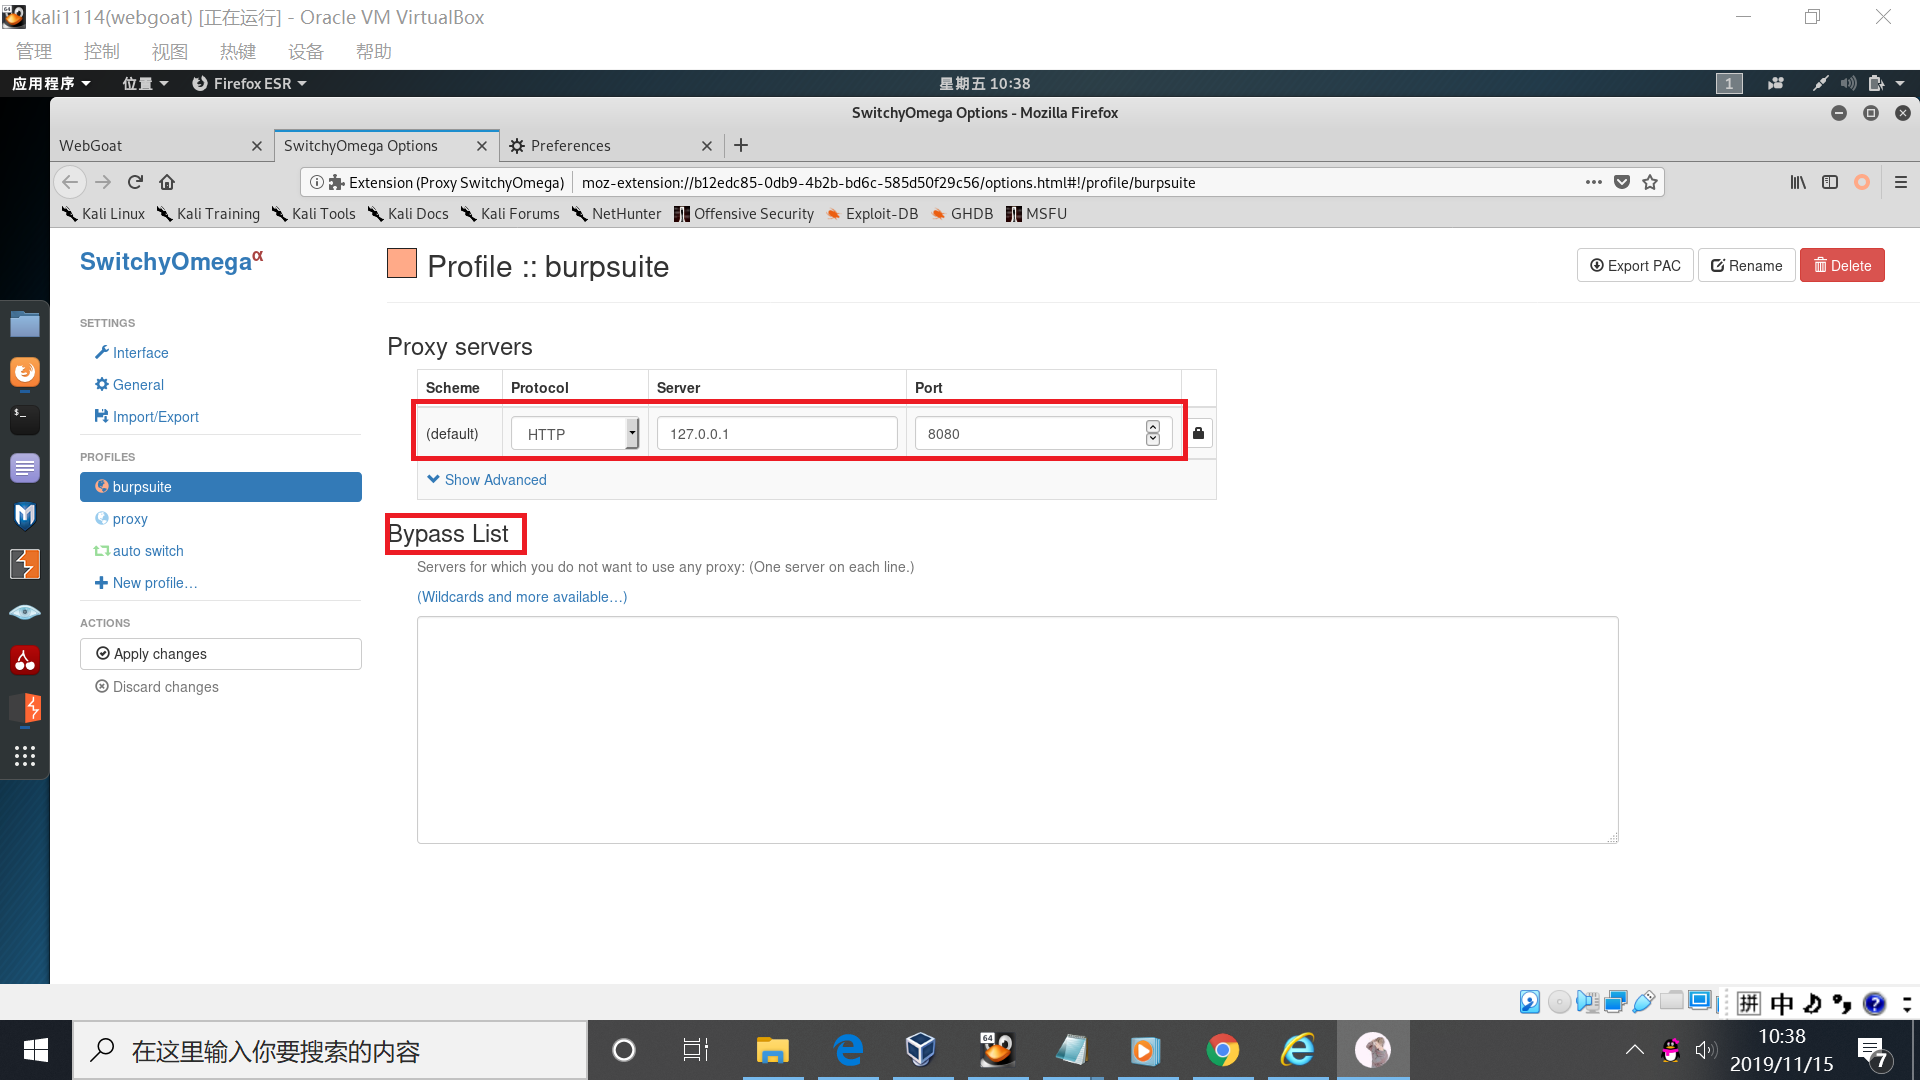 kali1114(webgoat) [正在运行] - Oracle VM VirtualBox
管理 控制 视图 热键 设备 帮助
应用程序 位置 Firefox ESR 星期五 10:38 1
SwitchyOmega Options - Mozilla Firefox
WebGoat SwitchyOmega Options Preferences
Extension (Proxy SwitchyOmega) moz-extension://b12edc85-0db9-4b2b-bd6c-585d50f29c56/options.html#!/profile/burpsuite
Kali Linux Kali Training Kali Tools Kali Docs Kali Forums NetHunter Offensive Security Exploit-DB GHDB MSFU
SwitchyOmegaα
Profile :: burpsuite
Export PAC Rename Delete
SETTINGS
Interface
General
Import/Export
PROFILES
burpsuite
proxy
auto switch
New profile…
ACTIONS
Apply changes
Discard changes
Proxy servers
Scheme Protocol Server Port
(default) HTTP 127.0.0.1 8080
Show Advanced
Bypass List
Servers for which you do not want to use any proxy: (One server on each line.)
(Wildcards and more available…)
拼 中
在这里输入你要搜索的内容
64
10:38
2019/11/15
7